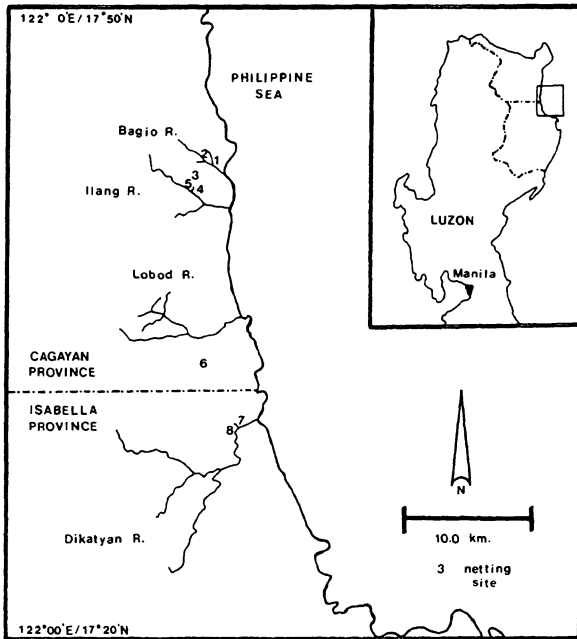 122° 0'E/17°50'N
PHILIPPINE
SEA
Bagio R.
2
1
3
5
4
Ilang R.
LUZON
Manila
Lobod R.
6
CAGAYAN
PROVINCE
ISABELLA
PROVINCE
7
8
N
10.0 km.
Dikatyan R.
3 netting
site
122°00'E/17°20'N